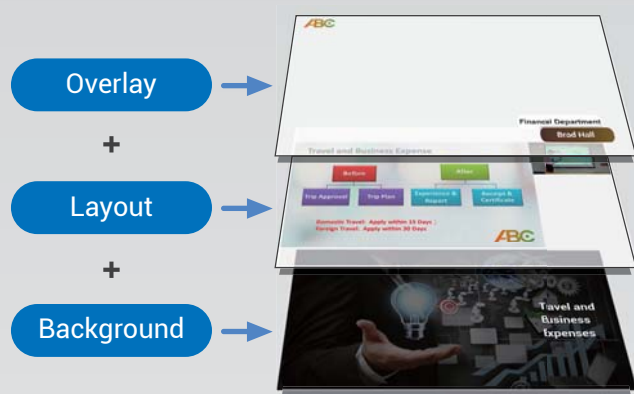 ABC
Overlay
Financial Department
Brad Hall
+
Travel and Business Expense
Before
After
Trip Approval
Trip Plan
Experience &
Report
Receipt &
Certificate
Layout
Domestic Travel: Apply within 15 Days ;
Foreign Travel: Apply within 30 Days
ABC
+
Background
Travel and
Business
Expenses